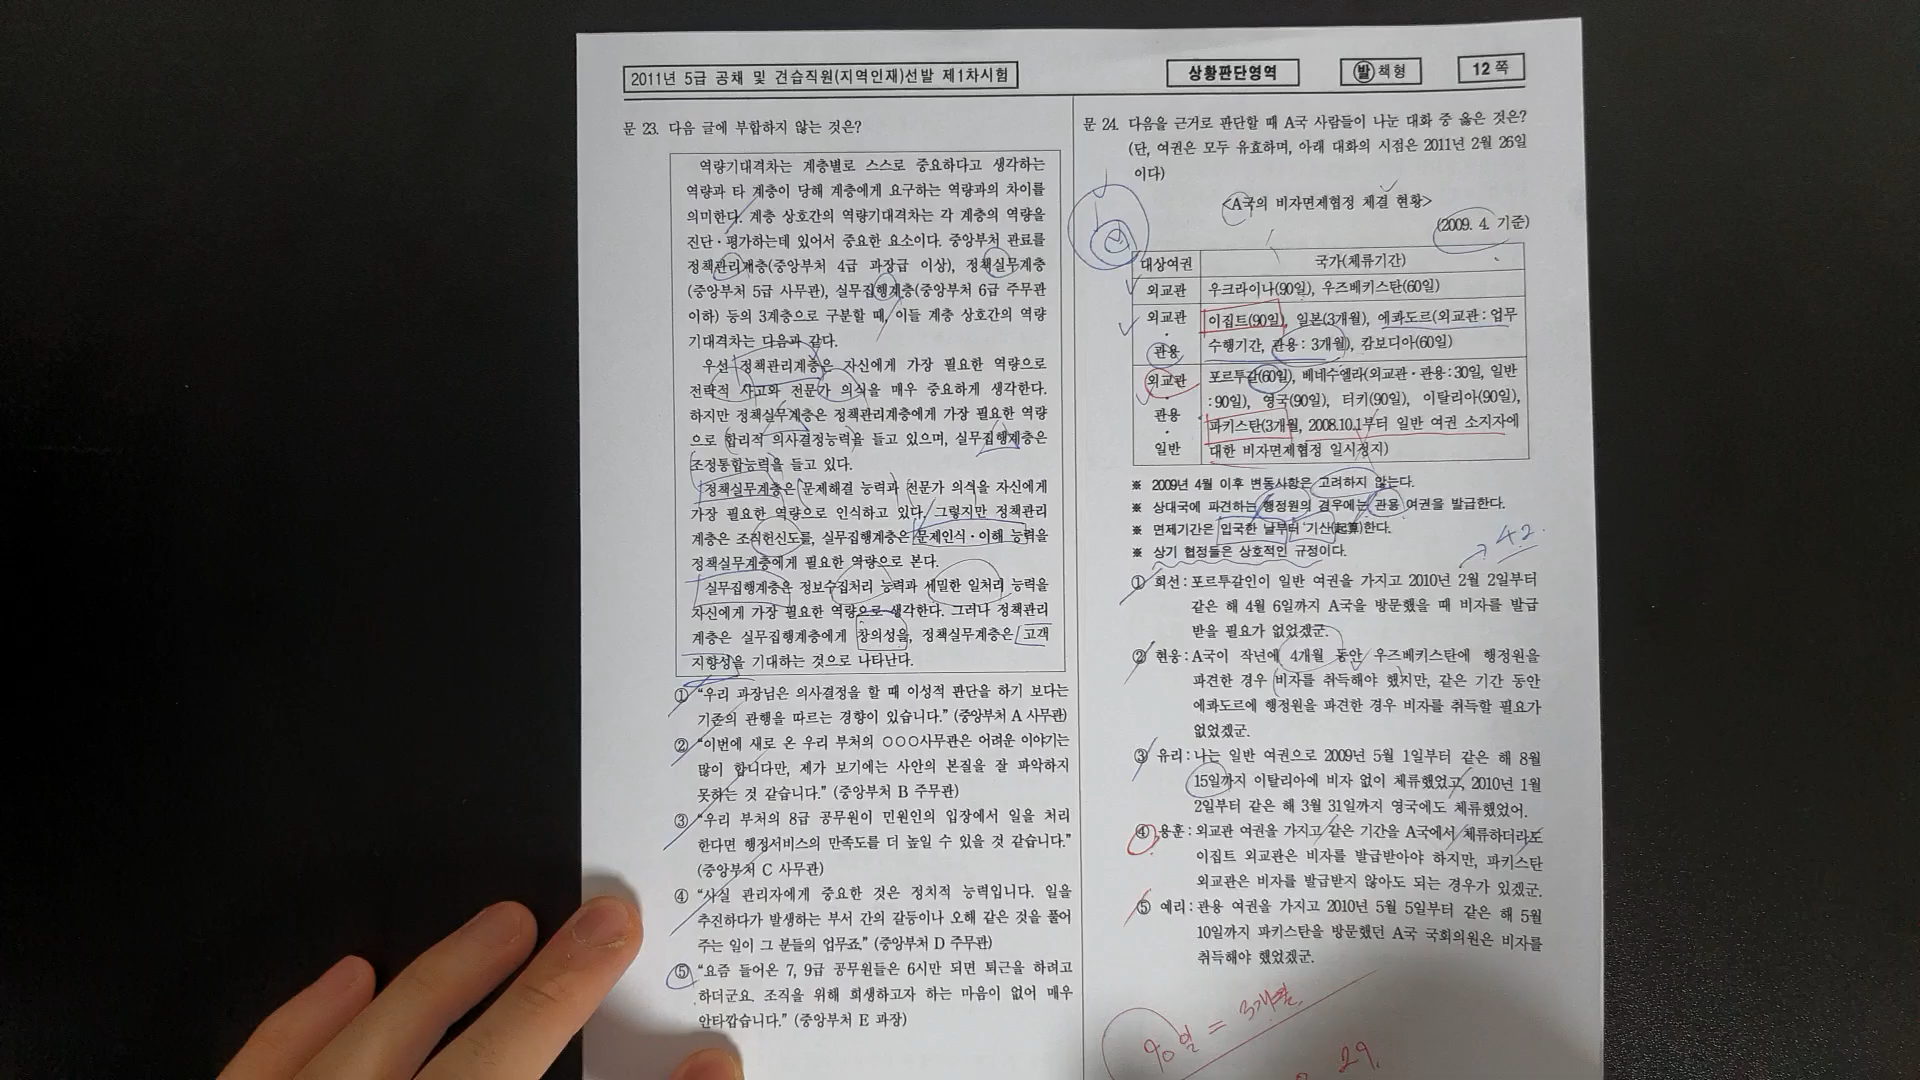 2011년 5급 공채 및 견습직원(지역인재)선발 제1차시험
상황판단영역
발 책형
12 쪽
문 23. 다음 글에 부합하지 않는 것은?
역량기대격차는 계층별로 스스로 중요하다고 생각하는
역량과 타 계층이 당해 계층에게 요구하는 역량과의 차이를
의미한다. 계층 상호간의 역량기대격차는 각 계층의 역량을
진단·평가하는데 있어서 중요한 요소이다. 중앙부처 관료를
정책관리계층(중앙부처 4급 과장급 이상), 정책실무계층
(중앙부처 5급 사무관), 실무집행계층(중앙부처 6급 주무관
이하) 등의 3계층으로 구분할 때, 이들 계층 상호간의 역량
기대격차는 다음과 같다.
우선 정책관리계층은 자신에게 가장 필요한 역량으로
전략적 사고와 전문가 의식을 매우 중요하게 생각한다.
하지만 정책실무계층은 정책관리계층에게 가장 필요한 역량
으로 합리적 의사결정능력을 들고 있으며, 실무집행계층은
조정통합능력을 들고 있다.
정책실무계층은 문제해결 능력과 전문가 의식을 자신에게
가장 필요한 역량으로 인식하고 있다. 그렇지만 정책관리
계층은 조직헌신도를, 실무집행계층은 문제인식·이해 능력을
정책실무계층에게 필요한 역량으로 본다.
실무집행계층은 정보수집처리 능력과 세밀한 일처리 능력을
자신에게 가장 필요한 역량으로 생각한다. 그러나 정책관리
계층은 실무집행계층에게 창의성을, 정책실무계층은 고객
지향성을 기대하는 것으로 나타난다.
① “우리 과장님은 의사결정을 할 때 이성적 판단을 하기 보다는
기존의 관행을 따르는 경향이 있습니다.” (중앙부처 A 사무관)
② “이번에 새로 온 우리 부처의 ○○○사무관은 어려운 이야기는
많이 합니다만, 제가 보기에는 사안의 본질을 잘 파악하지
못하는 것 같습니다.” (중앙부처 B 주무관)
③ “우리 부처의 8급 공무원이 민원인의 입장에서 일을 처리
한다면 행정서비스의 만족도를 더 높일 수 있을 것 같습니다.”
(중앙부처 C 사무관)
④ “사실 관리자에게 중요한 것은 정치적 능력입니다. 일을
추진하다가 발생하는 부서 간의 갈등이나 오해 같은 것을 풀어
주는 일이 그 분들의 업무죠.” (중앙부처 D 주무관)
⑤ “요즘 들어온 7, 9급 공무원들은 6시만 되면 퇴근을 하려고
하더군요. 조직을 위해 희생하고자 하는 마음이 없어 매우
안타깝습니다.” (중앙부처 E 과장)
문 24. 다음을 근거로 판단할 때 A국 사람들이 나눈 대화 중 옳은 것은?
(단, 여권은 모두 유효하며, 아래 대화의 시점은 2011년 2월 26일
이다)
<A국의 비자면제협정 체결 현황>
(2009. 4. 기준)
대상여권 국가(체류기간)
외교관 우크라이나(90일), 우즈베키스탄(60일)
외교관 · 관용 이집트(90일), 일본(3개월), 에콰도르(외교관 : 업무
수행기간, 관용 : 3개월), 캄보디아(60일)
외교관 · 관용 · 일반 포르투갈(60일), 베네수엘라(외교관·관용 : 30일, 일반
: 90일), 영국(90일), 터키(90일), 이탈리아(90일),
파키스탄(3개월, 2008.10.1부터 일반 여권 소지자에
대한 비자면제협정 일시정지)
※ 2009년 4월 이후 변동사항은 고려하지 않는다.
※ 상대국에 파견하는 행정원의 경우에는 관용 여권을 발급한다.
※ 면제기간은 입국한 날부터 기산(起算)한다.
※ 상기 협정들은 상호적인 규정이다.
→ 4.2.
① 희선 : 포르투갈인이 일반 여권을 가지고 2010년 2월 2일부터
같은 해 4월 6일까지 A국을 방문했을 때 비자를 발급
받을 필요가 없었겠군.
② 현웅 : A국이 작년에 4개월 동안 우즈베키스탄에 행정원을
파견한 경우 비자를 취득해야 했지만, 같은 기간 동안
에콰도르에 행정원을 파견한 경우 비자를 취득할 필요가
없었겠군.
③ 유리 : 나는 일반 여권으로 2009년 5월 1일부터 같은 해 8월
15일까지 이탈리아에 비자 없이 체류했었고, 2010년 1월
2일부터 같은 해 3월 31일까지 영국에도 체류했었어.
④ 용훈 : 외교관 여권을 가지고 같은 기간을 A국에서 체류하더라도
이집트 외교관은 비자를 발급받아야 하지만, 파키스탄
외교관은 비자를 발급받지 않아도 되는 경우가 있겠군.
⑤ 예리 : 관용 여권을 가지고 2010년 5월 5일부터 같은 해 5월
10일까지 파키스탄을 방문했던 A국 국회의원은 비자를
취득해야 했었겠군.
90일 = 3개월
29.